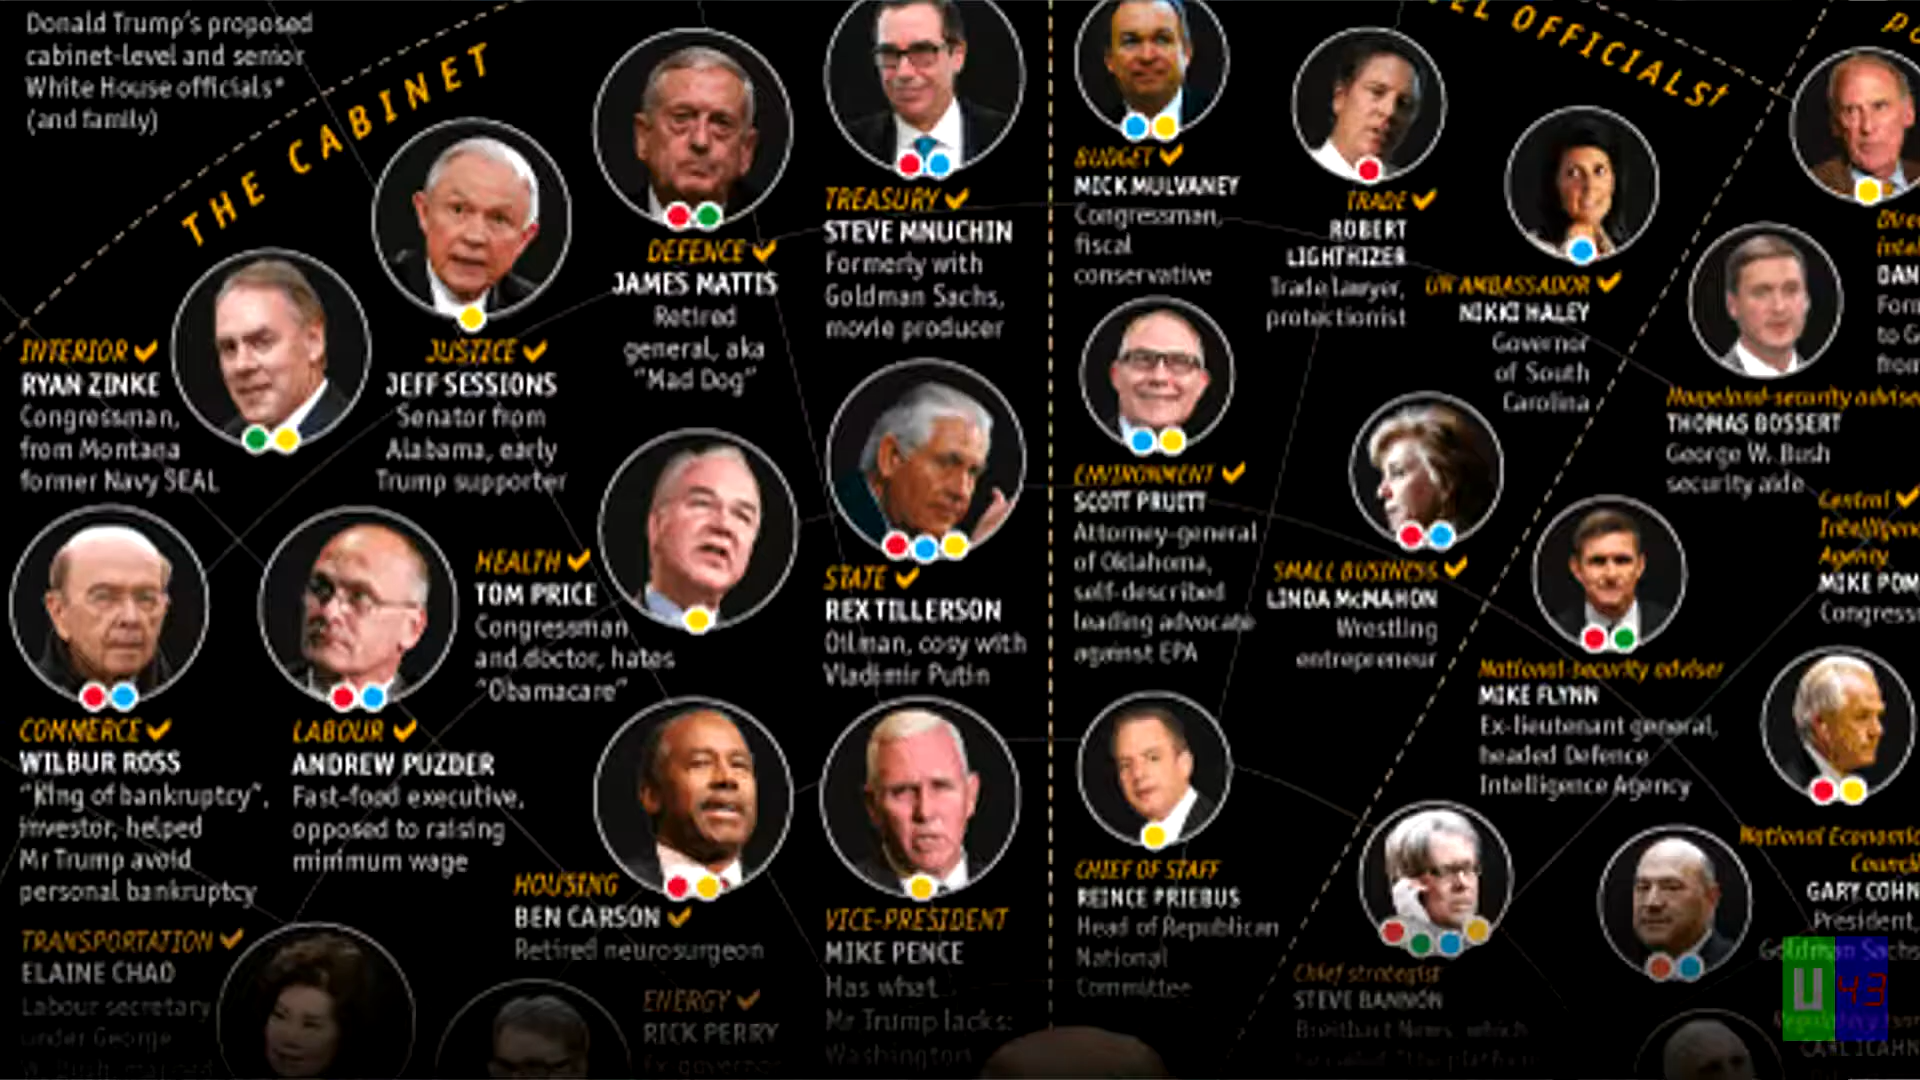 Donald Trump's proposed
cabinet-level and senior
White House officials*
(and family)
THE CABINET
INTERIOR
RYAN ZINKE
Congressman,
from Montana
former Navy SEAL
JUSTICE
JEFF SESSIONS
Senator from
Alabama, early
Trump supporter
DEFENCE
JAMES MATTIS
Retired
general, aka
"Mad Dog"
TREASURY
STEVE MNUCHIN
Formerly with
Goldman Sachs,
movie producer
COMMERCE
WILBUR ROSS
"King of bankruptcy",
investor, helped
Mr Trump avoid
personal bankruptcy
LABOUR
ANDREW PUZDER
Fast-food executive,
opposed to raising
minimum wage
HEALTH
TOM PRICE
Congressman
and doctor, hates
"Obamacare"
STATE
REX TILLERSON
Oilman, cosy with
Vladimir Putin
TRANSPORTATION
ELAINE CHAO
Labour secretary
under George
W. Bush, married
HOUSING
BEN CARSON
Retired neurosurgeon
ENERGY
RICK PERRY
Ex-governor
VICE-PRESIDENT
MIKE PENCE
Has what
Mr Trump lacks:
Washington
OFFICIALS†
BUDGET
MICK MULVANEY
Congressman,
fiscal
conservative
TRADE
ROBERT
LIGHTHIZER
Trade lawyer,
protectionist
UN AMBASSADOR
NIKKI HALEY
Governor
of South
Carolina
ENVIRONMENT
SCOTT PRUITT
Attorney-general
of Oklahoma,
self-described
leading advocate
against EPA
SMALL BUSINESS
LINDA McMAHON
Wrestling
entrepreneur
CHIEF OF STAFF
REINCE PRIEBUS
Head of Republican
National
Committee
Homeland-security advise
THOMAS BOSSERT
George W. Bush
security aide
Central
Intelligence
Agency
MIKE POM
Congress
National-security adviser
MIKE FLYNN
Ex-lieutenant general,
headed Defence
Intelligence Agency
National Economic
Council
GARY COHN
President,
Goldman Sachs
Chief strategist
STEVE BANNON
Breitbart News, which
CARL ICAHN
U 43